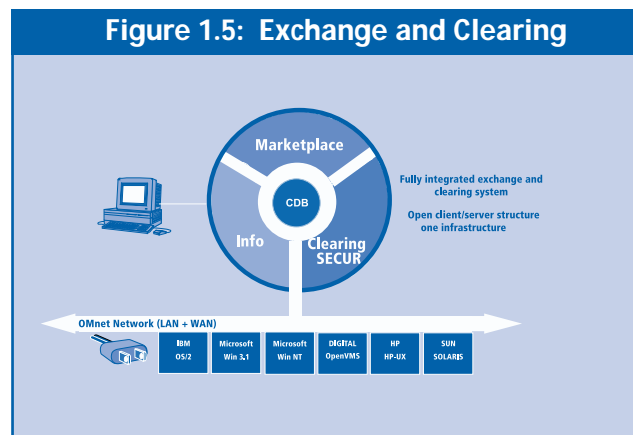 Figure 1.5: Exchange and Clearing
Marketplace
Fully integrated exchange and
clearing system
CDB
Open client/server structure
one infrastructure
Info
Clearing
SECUR
OMnet Network (LAN + WAN)
IBM
OS/2
Microsoft
Win 3.1
Microsoft
Win NT
DIGITAL
OpenVMS
HP
HP-UX
SUN
SOLARIS